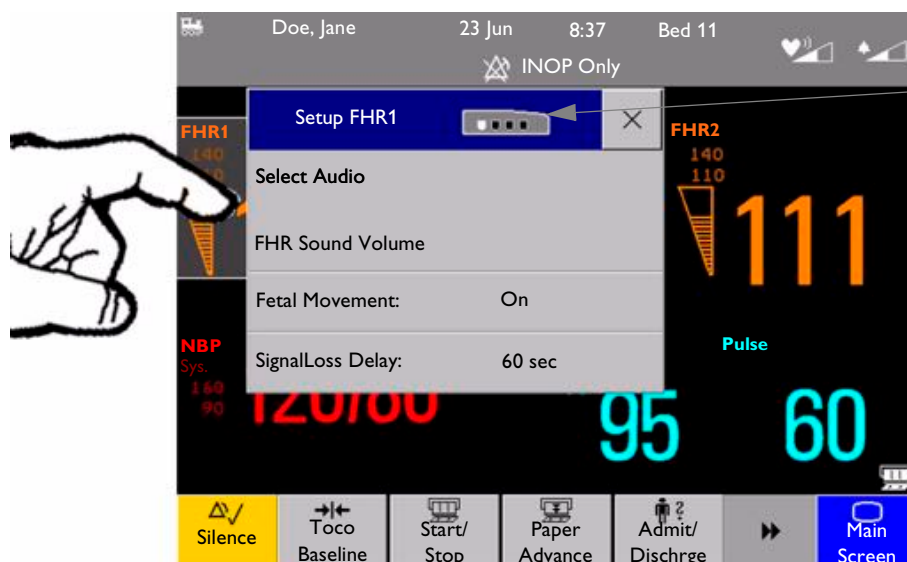 Doe, Jane 23 Jun 8:37 Bed 11
INOP Only
Setup FHR1
FHR1
FHR2
140
110
140
110
Select Audio
111
FHR Sound Volume
Fetal Movement: On
NBP
Sys.
160
90
SignalLoss Delay: 60 sec
Pulse
120/80
95
60
Silence
Toco
Baseline
Start/
Stop
Paper
Advance
Admit/
Dischrge
Main
Screen